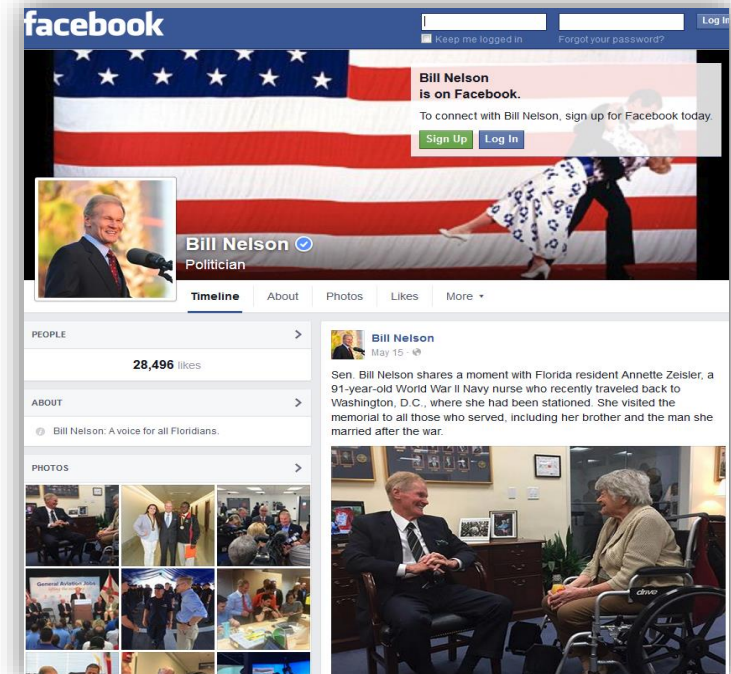 facebook
Log In
Keep me logged in
Forgot your password?
Bill Nelson
is on Facebook.
To connect with Bill Nelson, sign up for Facebook today.
Sign Up
Log In
Bill Nelson
Politician
Timeline
About
Photos
Likes
More
PEOPLE
28,496 likes
ABOUT
Bill Nelson: A voice for all Floridians.
PHOTOS
General Aviation Jobs
Bill Nelson
May 15 ·
Sen. Bill Nelson shares a moment with Florida resident Annette Zeisler, a
91-year-old World War II Navy nurse who recently traveled back to
Washington, D.C., where she had been stationed. She visited the
memorial to all those who served, including her brother and the man she
married after the war.
drive